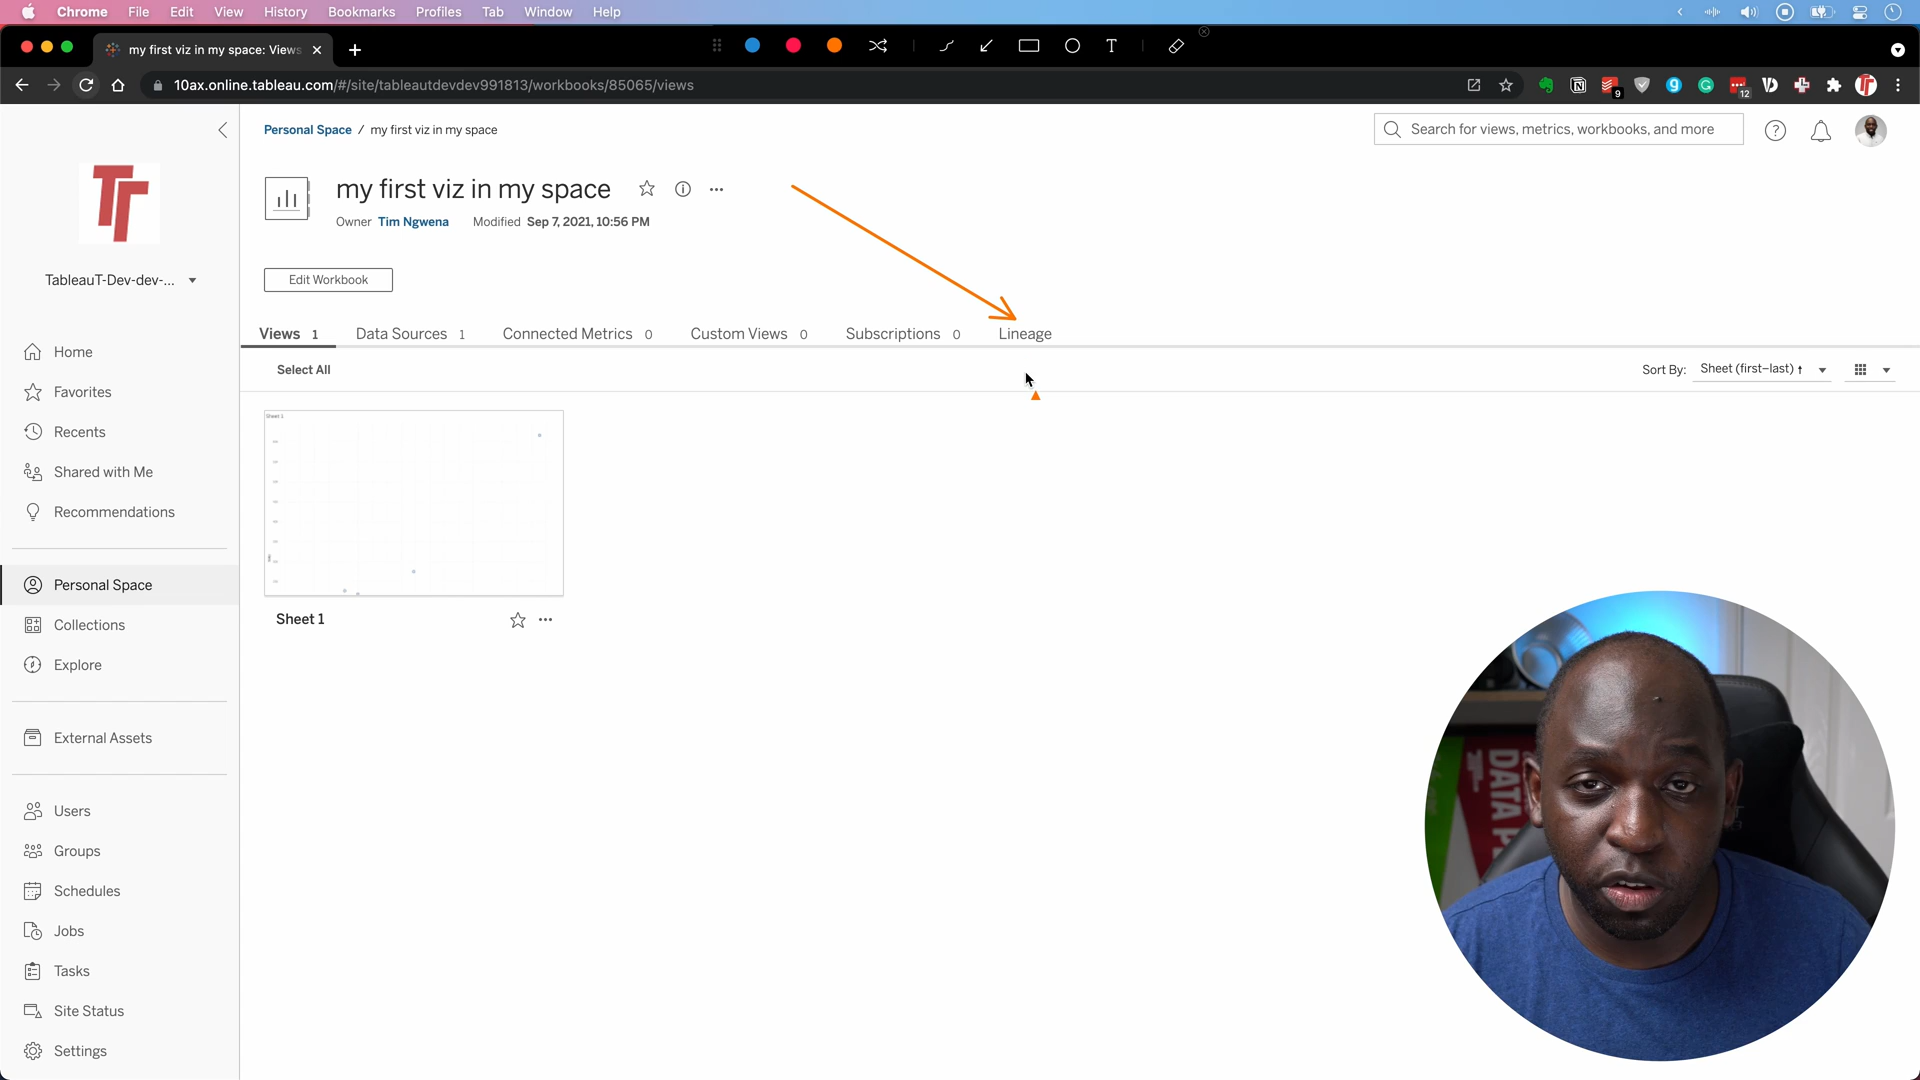 Chrome File Edit View History Bookmarks Profiles Tab Window Help
my first viz in my space: Views
T
10ax.online.tableau.com/#/site/tableautdevdev991813/workbooks/85065/views
9
12
Personal Space / my first viz in my space
Search for views, metrics, workbooks, and more
my first viz in my space
Owner Tim Ngwena Modified Sep 7, 2021, 10:56 PM
TableauT-Dev-dev-...
Edit Workbook
Views 1 Data Sources 1 Connected Metrics 0 Custom Views 0 Subscriptions 0 Lineage
Select All
Sort By: Sheet (first–last) ↑
Home
Favorites
Recents
Shared with Me
Recommendations
Personal Space
Collections
Explore
External Assets
Users
Groups
Schedules
Jobs
Tasks
Site Status
Settings
Sheet 1
Sheet 1
DATA